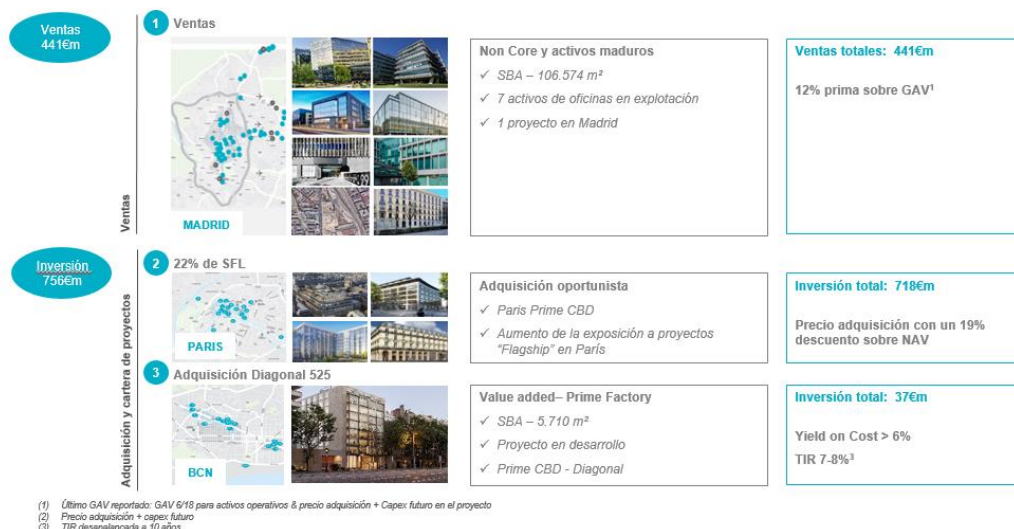 Ventas
441€m
1 Ventas
MADRID
Non Core y activos maduros
✓ SBA – 106.574 m²
✓ 7 activos de oficinas en explotación
✓ 1 proyecto en Madrid
Ventas totales: 441€m
12% prima sobre GAV¹
Ventas
Inversión
756€m
2 22% de SFL
PARIS
Adquisición oportunista
✓ Paris Prime CBD
✓ Aumento de la exposición a proyectos
“Flagship” en París
Inversión total: 718€m
Precio adquisición con un 19%
descuento sobre NAV
Adquisición y cartera de proyectos
3 Adquisición Diagonal 525
BCN
Value added– Prime Factory
✓ SBA – 5.710 m²
✓ Proyecto en desarrollo
✓ Prime CBD - Diagonal
Inversión total: 37€m
Yield on Cost > 6%
TIR 7-8%³
(1) Último GAV reportado: GAV 6/18 para activos operativos & precio adquisición + Capex futuro en el proyecto
(2) Precio adquisición + capex futuro
(3) TIR desapalancada a 10 años